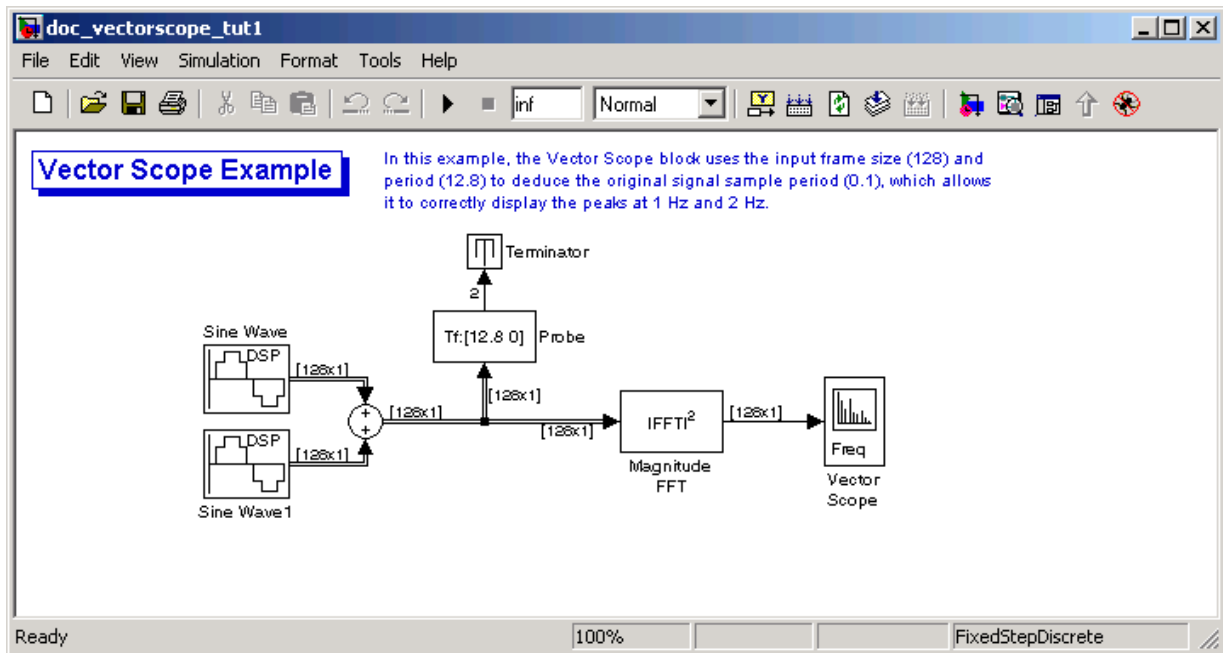 doc_vectorscope_tut1
File Edit View Simulation Format Tools Help
inf Normal
Vector Scope Example
In this example, the Vector Scope block uses the input frame size (128) and
period (12.8) to deduce the original signal sample period (0.1), which allows
it to correctly display the peaks at 1 Hz and 2 Hz.
Terminator
2
Tf:[12.8 0] Probe
Sine Wave
DSP
[128x1]
[128x1]
+
+
[128x1]
[128x1]
|FFT|²
[128x1]
Magnitude
FFT
Freq
Vector
Scope
DSP
[128x1]
Sine Wave1
Ready 100% FixedStepDiscrete